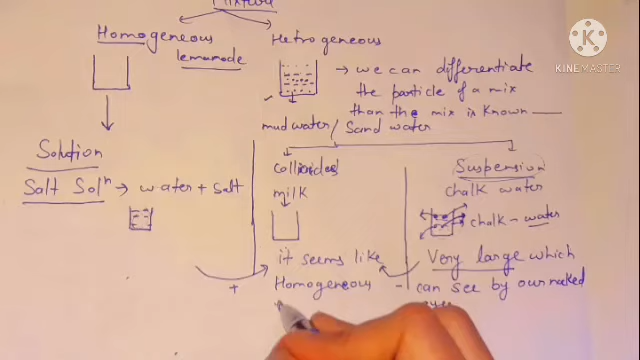 Mixture
Homogeneous
lemonade
Hetrogeneous
→ we can differentiate
the particle of a mix
than the mix is known
mud water / Sand water
Solution
Salt Solⁿ → water + salt
colloides
milk
it seems like
Homogeneous
+
Suspension
chalk water
chalk - water
Very large which
- can see by our naked
eyes
KINEMASTER